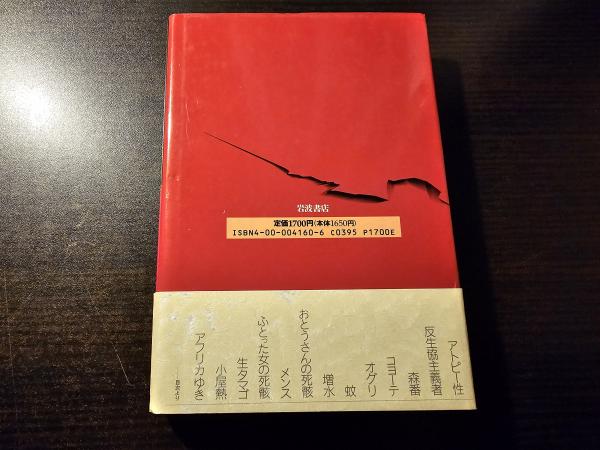 岩波書店
定価1700円(本体1650円)
ISBN4-00-004160-6 C0395 P1700E
アトピー性
反生協主義者
森番
コヨーテ
オグリ
蚊
増水
おとうさんの死骸
メンス
ふとった女の死骸
生タマゴ
小屋熱
アフリカゆき
──目次より